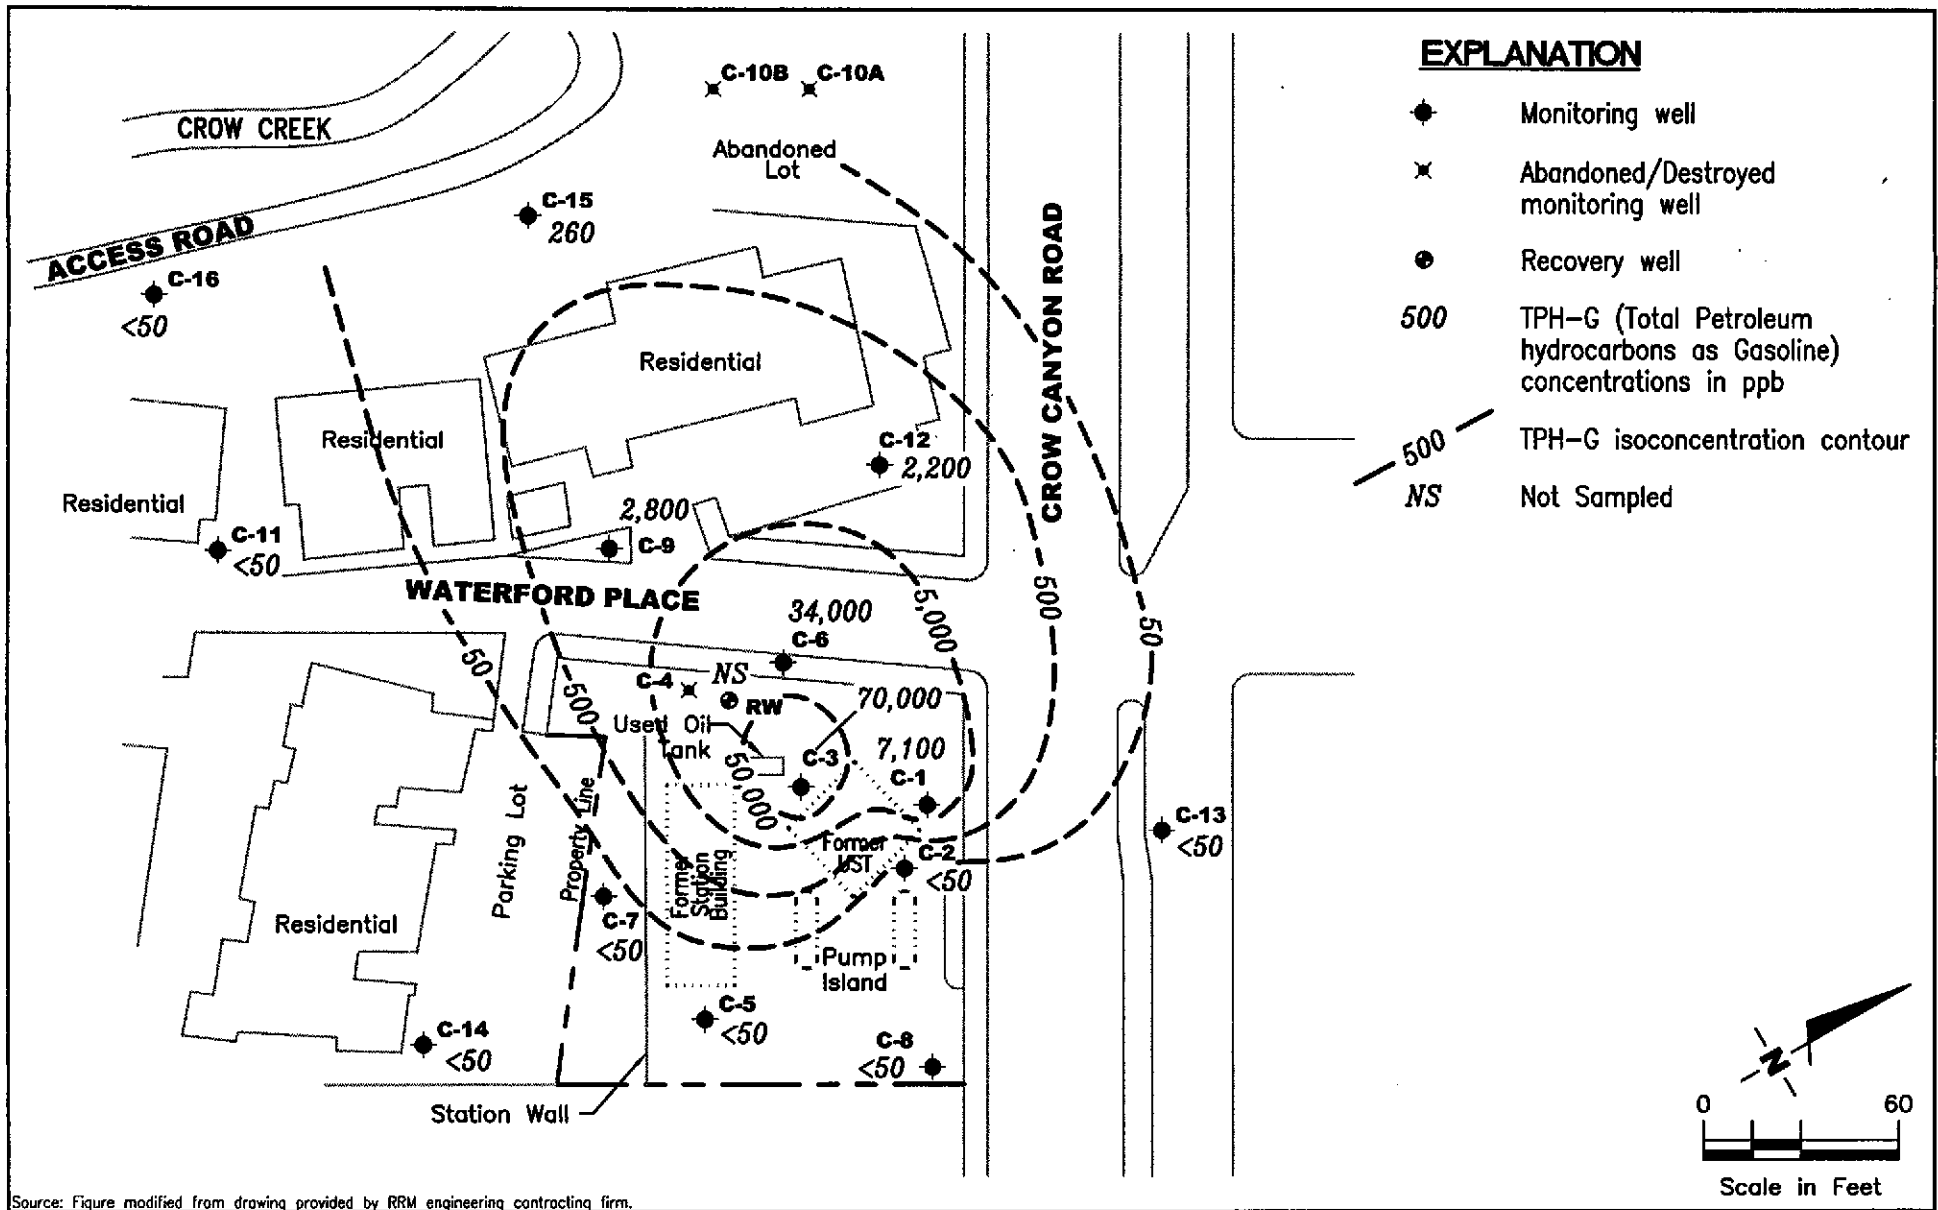 EXPLANATION
Monitoring well
Abandoned/Destroyed
monitoring well
Recovery well
500
TPH-G (Total Petroleum
hydrocarbons as Gasoline)
concentrations in ppb
500
TPH-G isoconcentration contour
NS
Not Sampled
C-10B
C-10A
CROW CREEK
Abandoned
Lot
C-15
260
ACCESS ROAD
C-16
<50
CROW CANYON ROAD
Residential
Residential
Residential
C-12
2,200
2,800
C-9
C-11
<50
WATERFORD PLACE
34,000
C-6
5,000
500
50
50
500
C-4
NS
RW
70,000
Used Oil
Tank
50,000
C-3
7,100
C-1
Former
UST
C-2
<50
C-13
<50
Parking Lot
Property Line
Former
Station
Building
Residential
C-7
<50
Pump
Island
C-5
<50
C-14
<50
C-8
<50
Station Wall
N
0
60
Scale in Feet
Source: Figure modified from drawing provided by RRM engineering contracting firm.